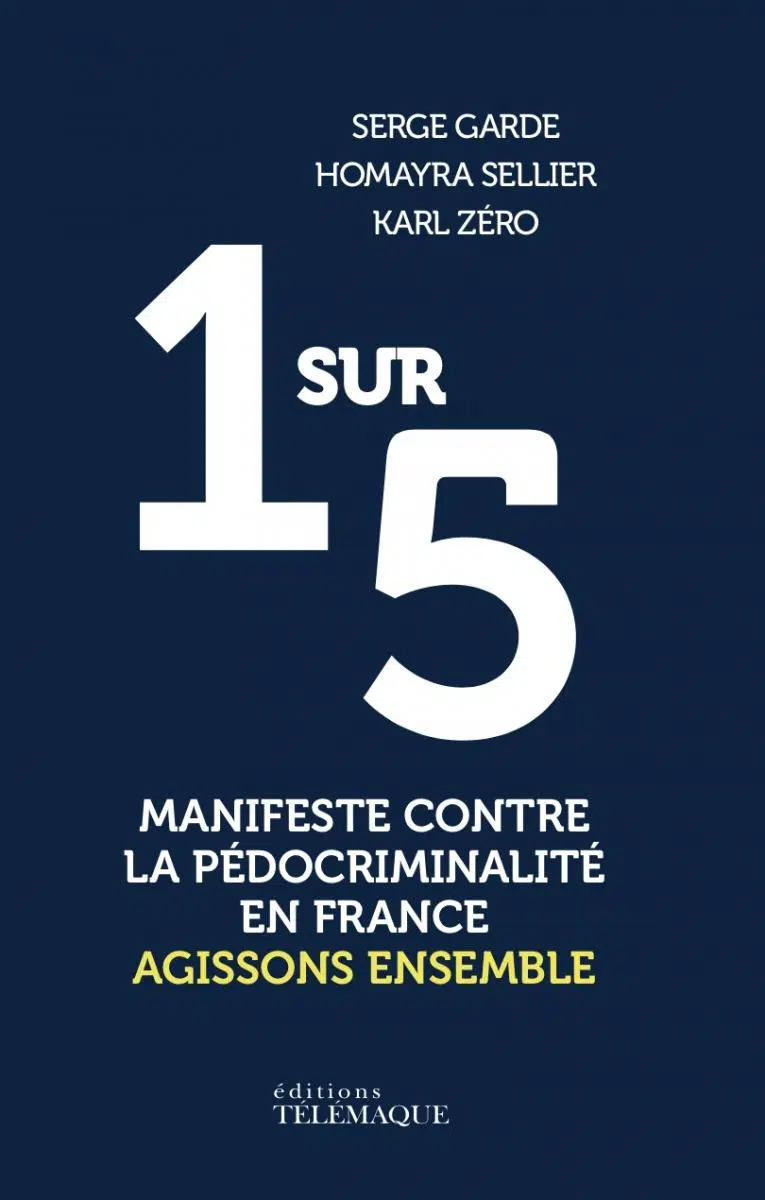 SERGE GARDE
HOMAYRA SELLIER
KARL ZÉRO
1 SUR 5
MANIFESTE CONTRE
LA PÉDOCRIMINALITÉ
EN FRANCE
AGISSONS ENSEMBLE
éditions
TÉLÉMAQUE